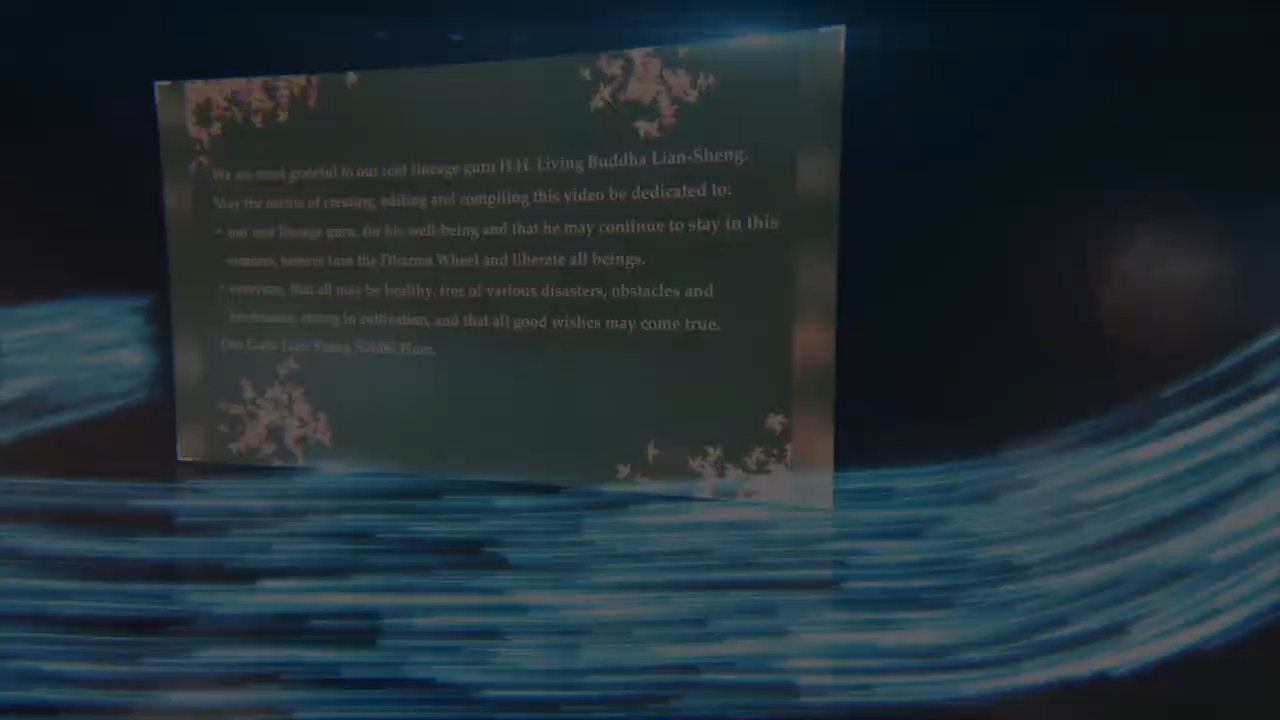 We are most grateful to our root lineage guru H.H. Living Buddha Lian-Sheng.
May the merits of creating, editing and compiling this video be dedicated to:
• our root lineage guru, for his well-being and that he may continue to stay in this
samsara, forever turn the Dharma Wheel and liberate all beings.
• everyone, that all may be healthy, free of various disasters, obstacles and
hindrances, strong in cultivation, and that all good wishes may come true.
Om Guru Lian-Sheng Siddhi Hum.